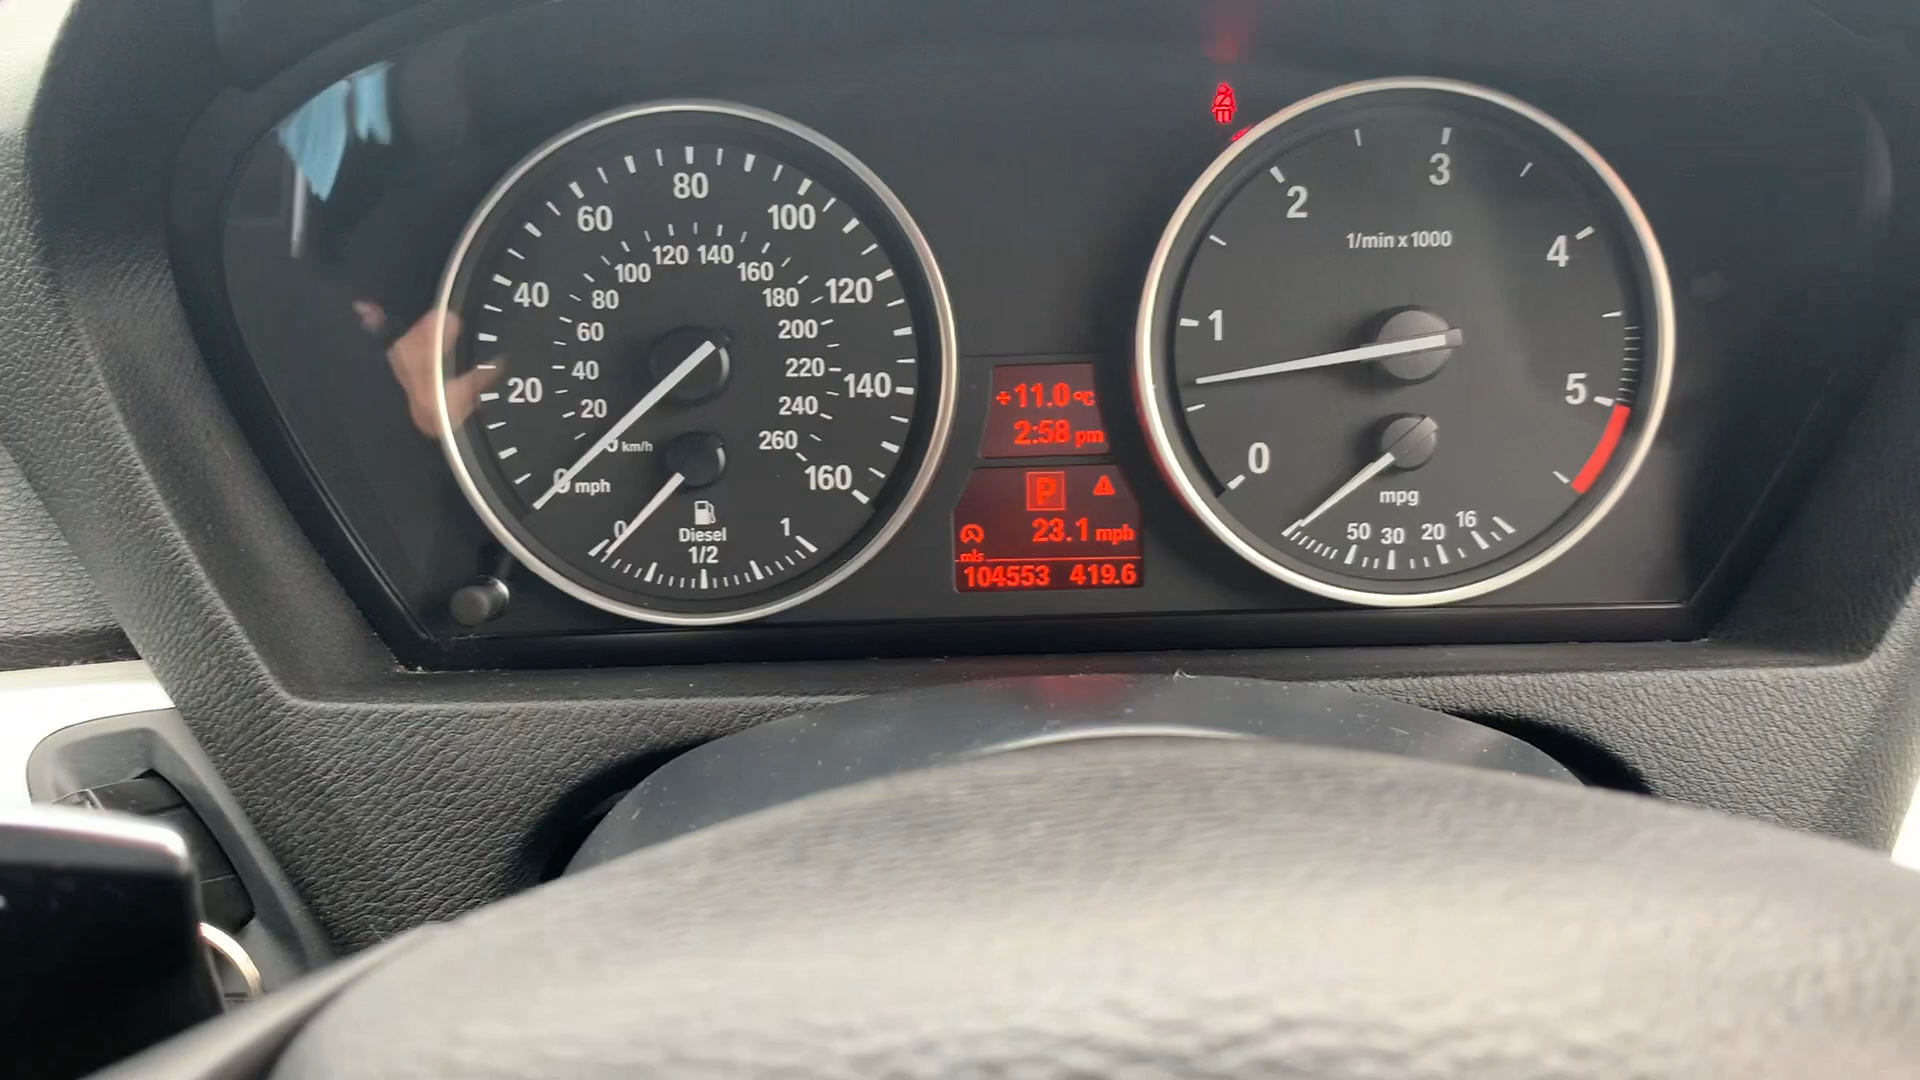 80
60 100
40 120
20 140
0 mph 160
120 140
100 160
80 180
60 200
40 220
20 240
km/h 260
0 1
Diesel
1/2
+11.0°C
2:58 pm
P
23.1 mph
mls
104553 419.6
3
2 4
1/min x 1000
1 5
0
mpg
50 30 20 16